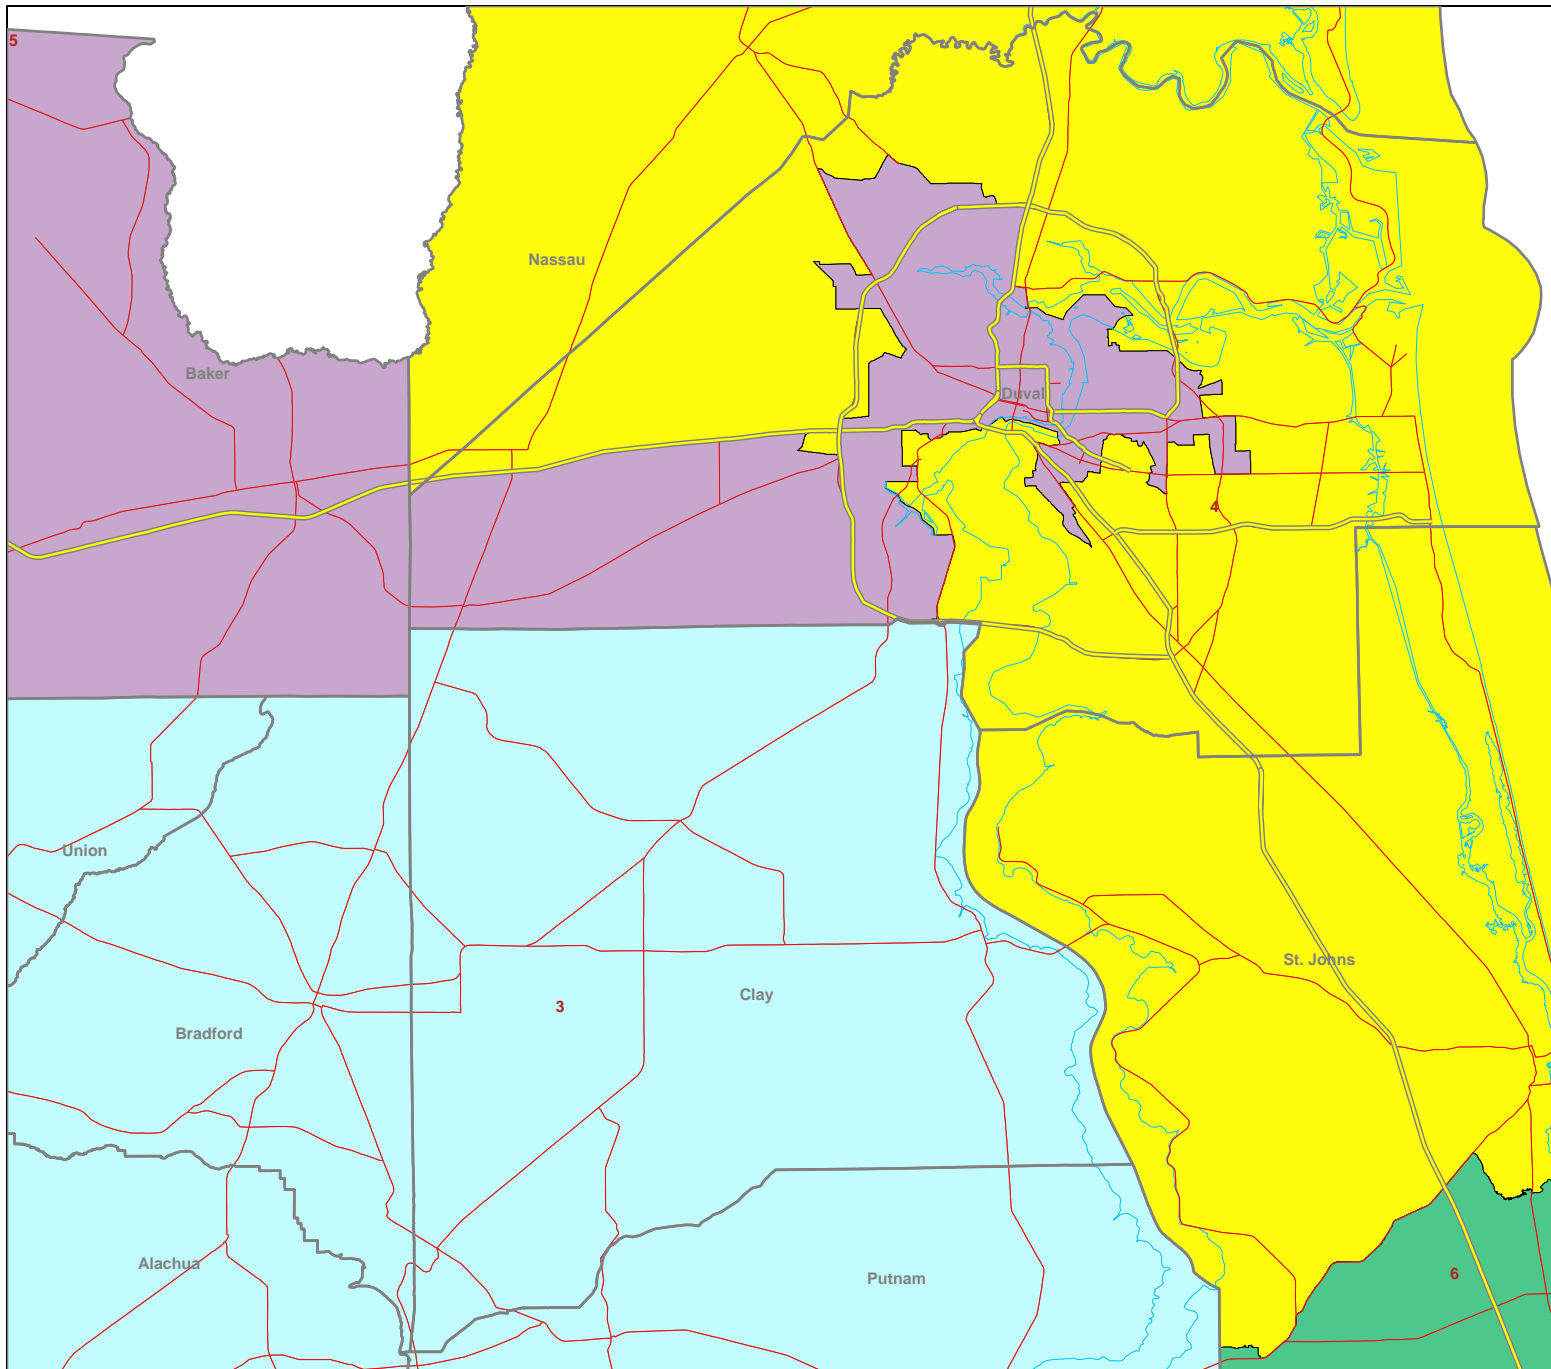 5
Nassau
Baker
Duval
4
Union
St. Johns
Clay
3
Bradford
Alachua
6
Putnam